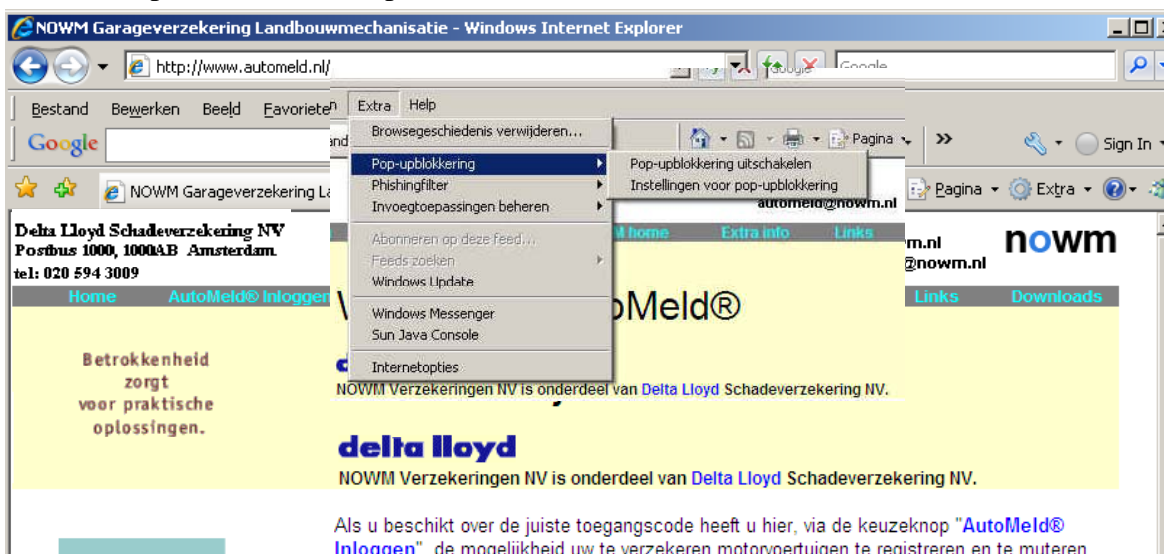 NOWM Garageverzekering Landbouwmechanisatie - Windows Internet Explorer
http://www.automeld.nl/
Google
Bestand Bewerken Beeld Favorieten Extra Help
Google
Sign In
Browsegeschiedenis verwijderen...
Pop-upblokkering
Phishingfilter
Invoegtoepassingen beheren
Abonneren op deze feed...
Feeds zoeken
Windows Update
Windows Messenger
Sun Java Console
Internetopties
Pop-upblokkering uitschakelen
Instellingen voor pop-upblokkering
Pagina
NOWM Garageverzekering La
Pagina Extra
automeld@nowm.nl
Delta Lloyd Schadeverzekering NV
Postbus 1000, 1000AB Amsterdam.
tel: 020 594 3009
m.nl
@nowm.nl
nowm
Home AutoMeld® Inloggen
M home Extra info Links
Links Downloads
oMeld®
Betrokkenheid
zorgt
voor praktische
oplossingen.
NOWM Verzekeringen NV is onderdeel van Delta Lloyd Schadeverzekering NV.
delta lloyd
NOWM Verzekeringen NV is onderdeel van Delta Lloyd Schadeverzekering NV.
Als u beschikt over de juiste toegangscode heeft u hier, via de keuzeknop "AutoMeld®
Inloggen", de mogelijkheid uw te verzekeren motorvoertuigen te registreren en te muteren